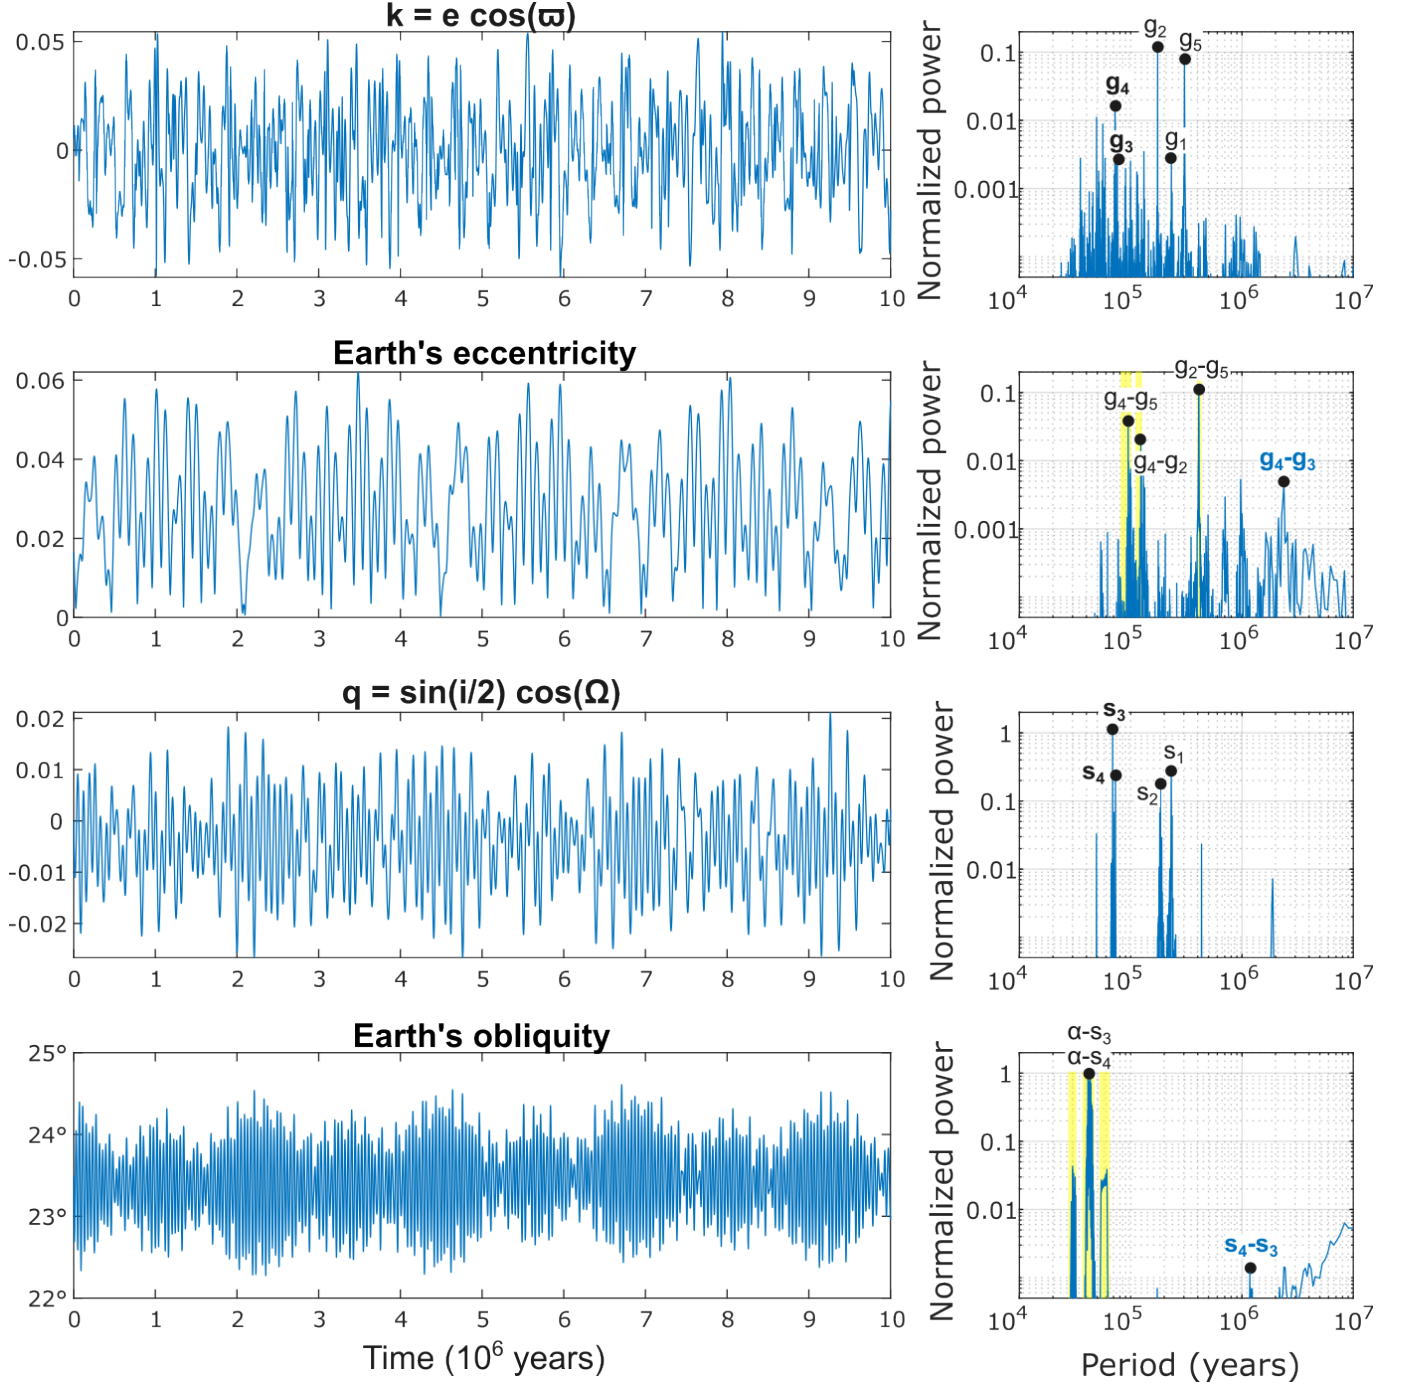 k = e cos(ϖ)
0.05
0
-0.05
0 1 2 3 4 5 6 7 8 9 10
Normalized power
0.1
0.01
0.001
g2
g5
g4
g3
g1
10^4 10^5 10^6 10^7
Earth's eccentricity
0.06
0.04
0.02
0
0 1 2 3 4 5 6 7 8 9 10
Normalized power
0.1
0.01
0.001
g2-g5
g4-g5
g4-g2
g4-g3
10^4 10^5 10^6 10^7
q = sin(i/2) cos(Ω)
0.02
0.01
0
-0.01
-0.02
0 1 2 3 4 5 6 7 8 9 10
Normalized power
1
0.1
0.01
s3
s4
s2
s1
10^4 10^5 10^6 10^7
Earth's obliquity
25°
24°
23°
22°
0 1 2 3 4 5 6 7 8 9 10
Time (10^6 years)
Normalized power
1
0.1
0.01
α-s3
α-s4
s4-s3
10^4 10^5 10^6 10^7
Period (years)